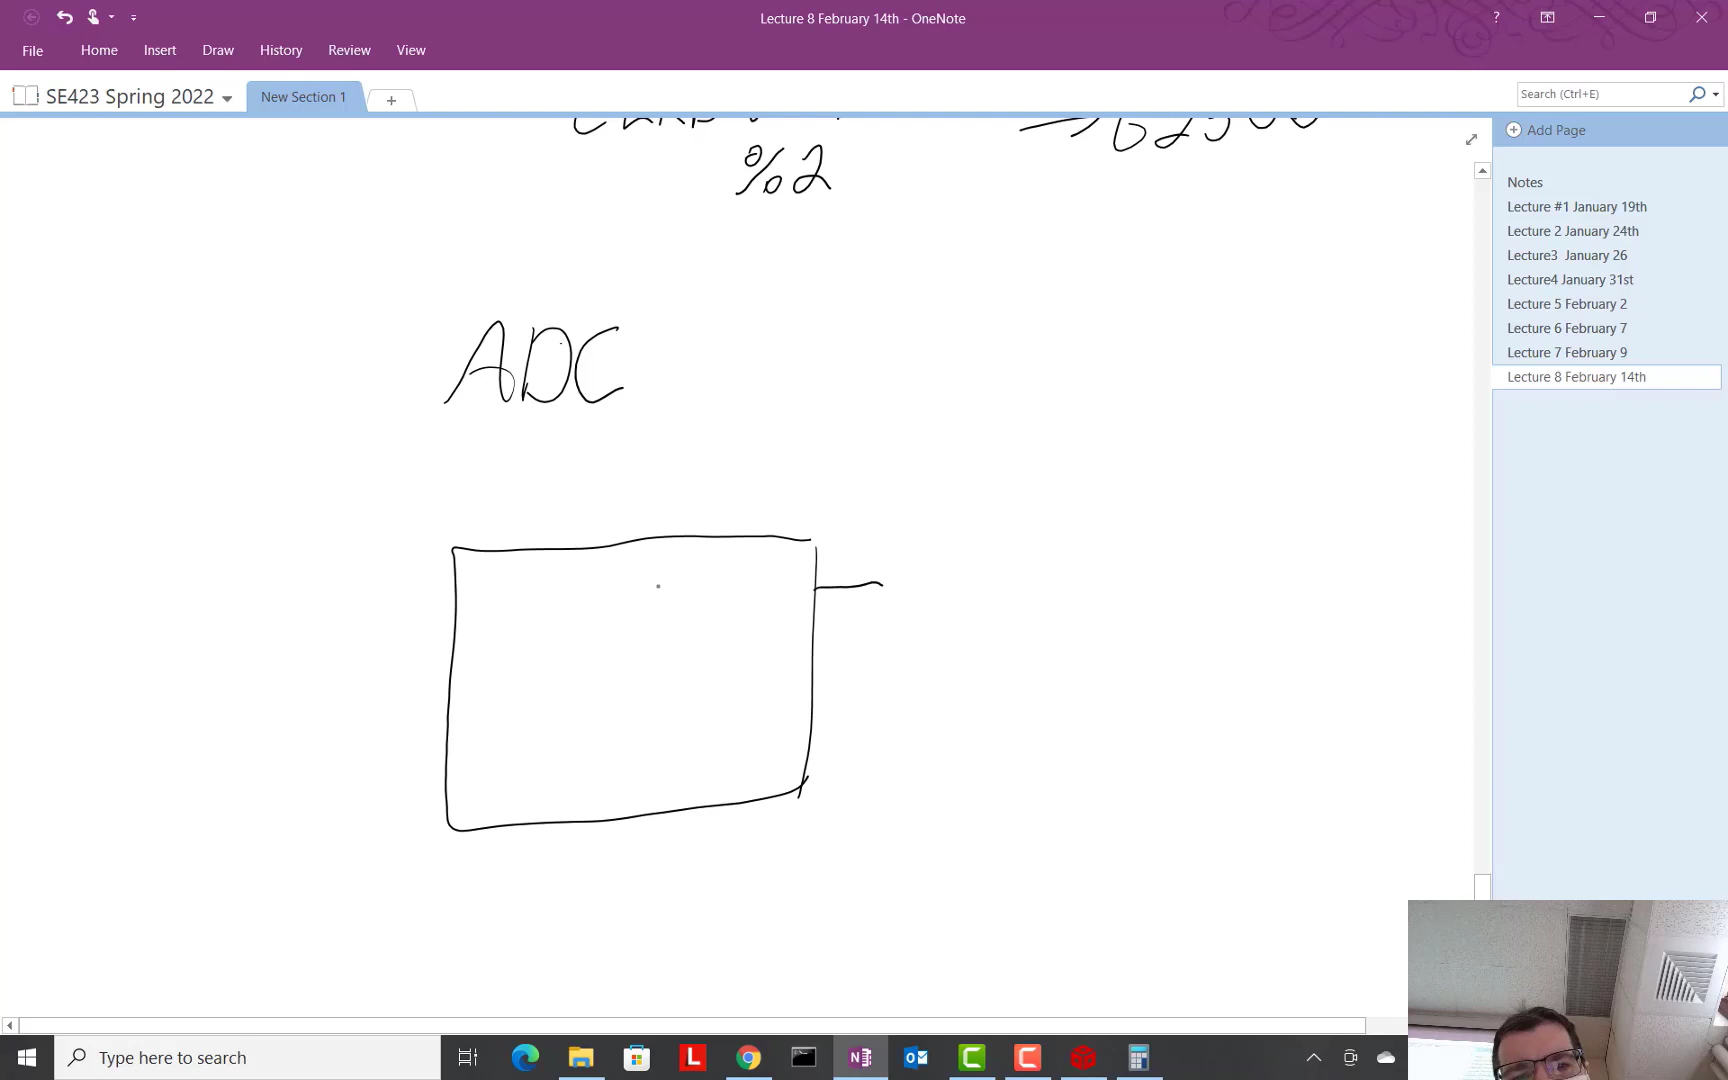 Lecture 8 February 14th - OneNote
?
File Home Insert Draw History Review View
SE423 Spring 2022 New Section 1 +
Search (Ctrl+E)
Add Page
Notes
Lecture #1 January 19th
Lecture 2 January 24th
Lecture3 January 26
Lecture4 January 31st
Lecture 5 February 2
Lecture 6 February 7
Lecture 7 February 9
Lecture 8 February 14th
62500
%2
ADC
Type here to search